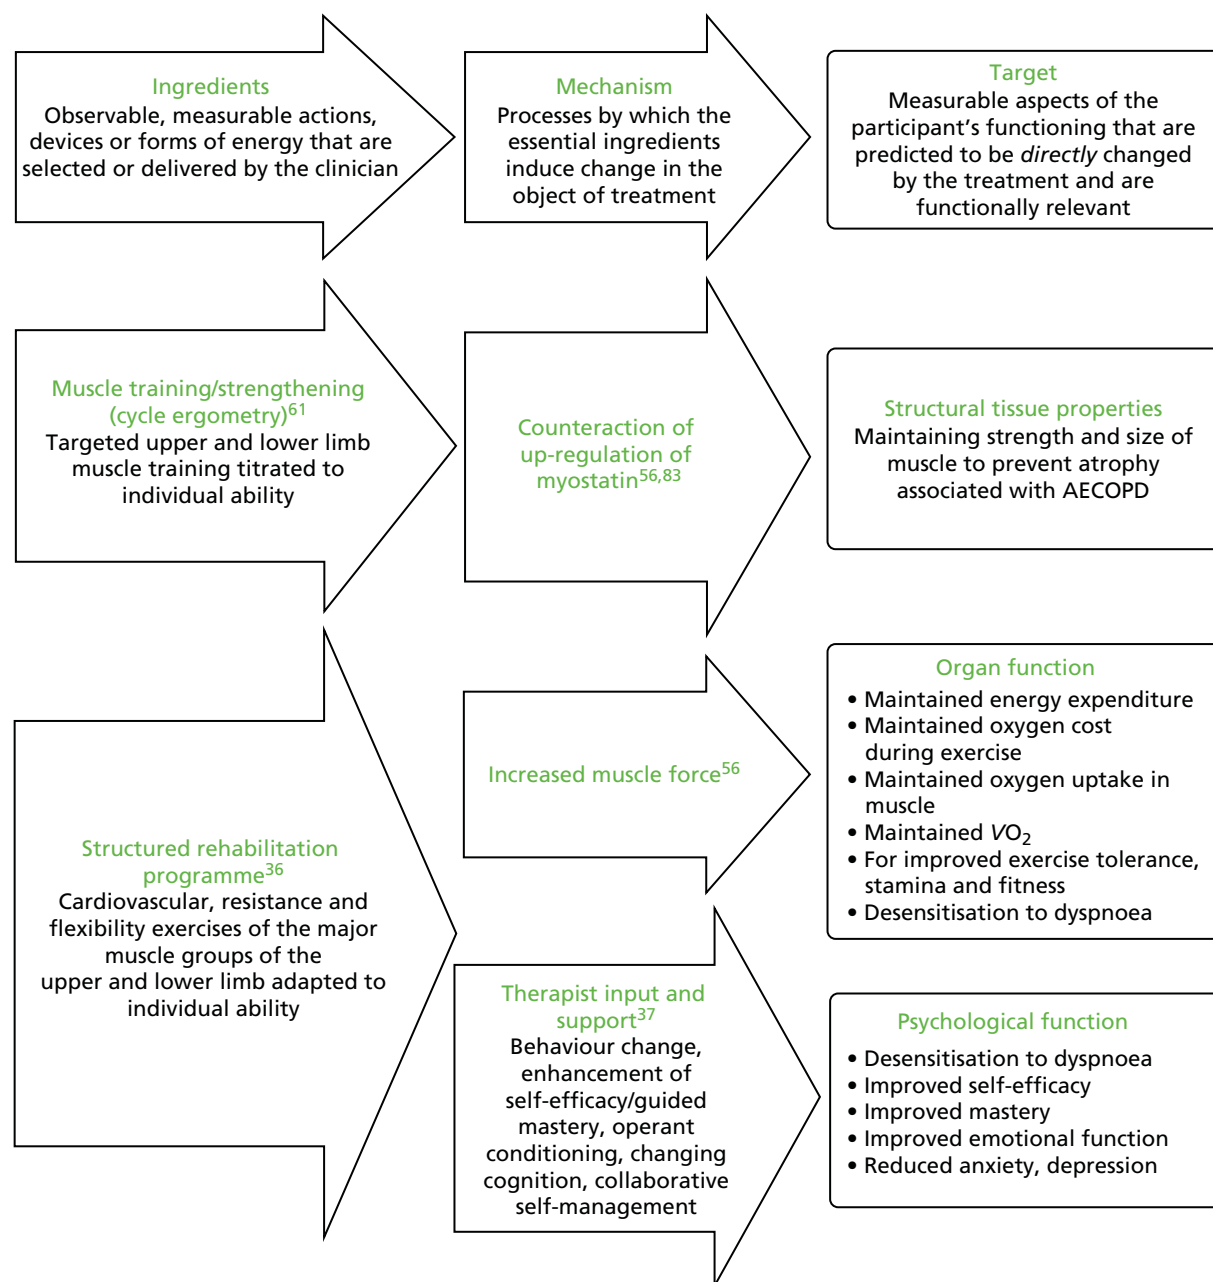 Ingredients
Observable, measurable actions,
devices or forms of energy that are
selected or delivered by the clinician
Mechanism
Processes by which the
essential ingredients
induce change in the
object of treatment
Target
Measurable aspects of the
participant’s functioning that are
predicted to be directly changed
by the treatment and are
functionally relevant
Muscle training/strengthening
(cycle ergometry)61
Targeted upper and lower limb
muscle training titrated to
individual ability
Counteraction of
up-regulation of
myostatin56,83
Structural tissue properties
Maintaining strength and size of
muscle to prevent atrophy
associated with AECOPD
Structured rehabilitation
programme36
Cardiovascular, resistance and
flexibility exercises of the major
muscle groups of the
upper and lower limb adapted to
individual ability
Increased muscle force56
Organ function
• Maintained energy expenditure
• Maintained oxygen cost
during exercise
• Maintained oxygen uptake in
muscle
• Maintained VO2
• For improved exercise tolerance,
stamina and fitness
• Desensitisation to dyspnoea
Therapist input and
support37
Behaviour change,
enhancement of
self-efficacy/guided
mastery, operant
conditioning, changing
cognition, collaborative
self-management
Psychological function
• Desensitisation to dyspnoea
• Improved self-efficacy
• Improved mastery
• Improved emotional function
• Reduced anxiety, depression